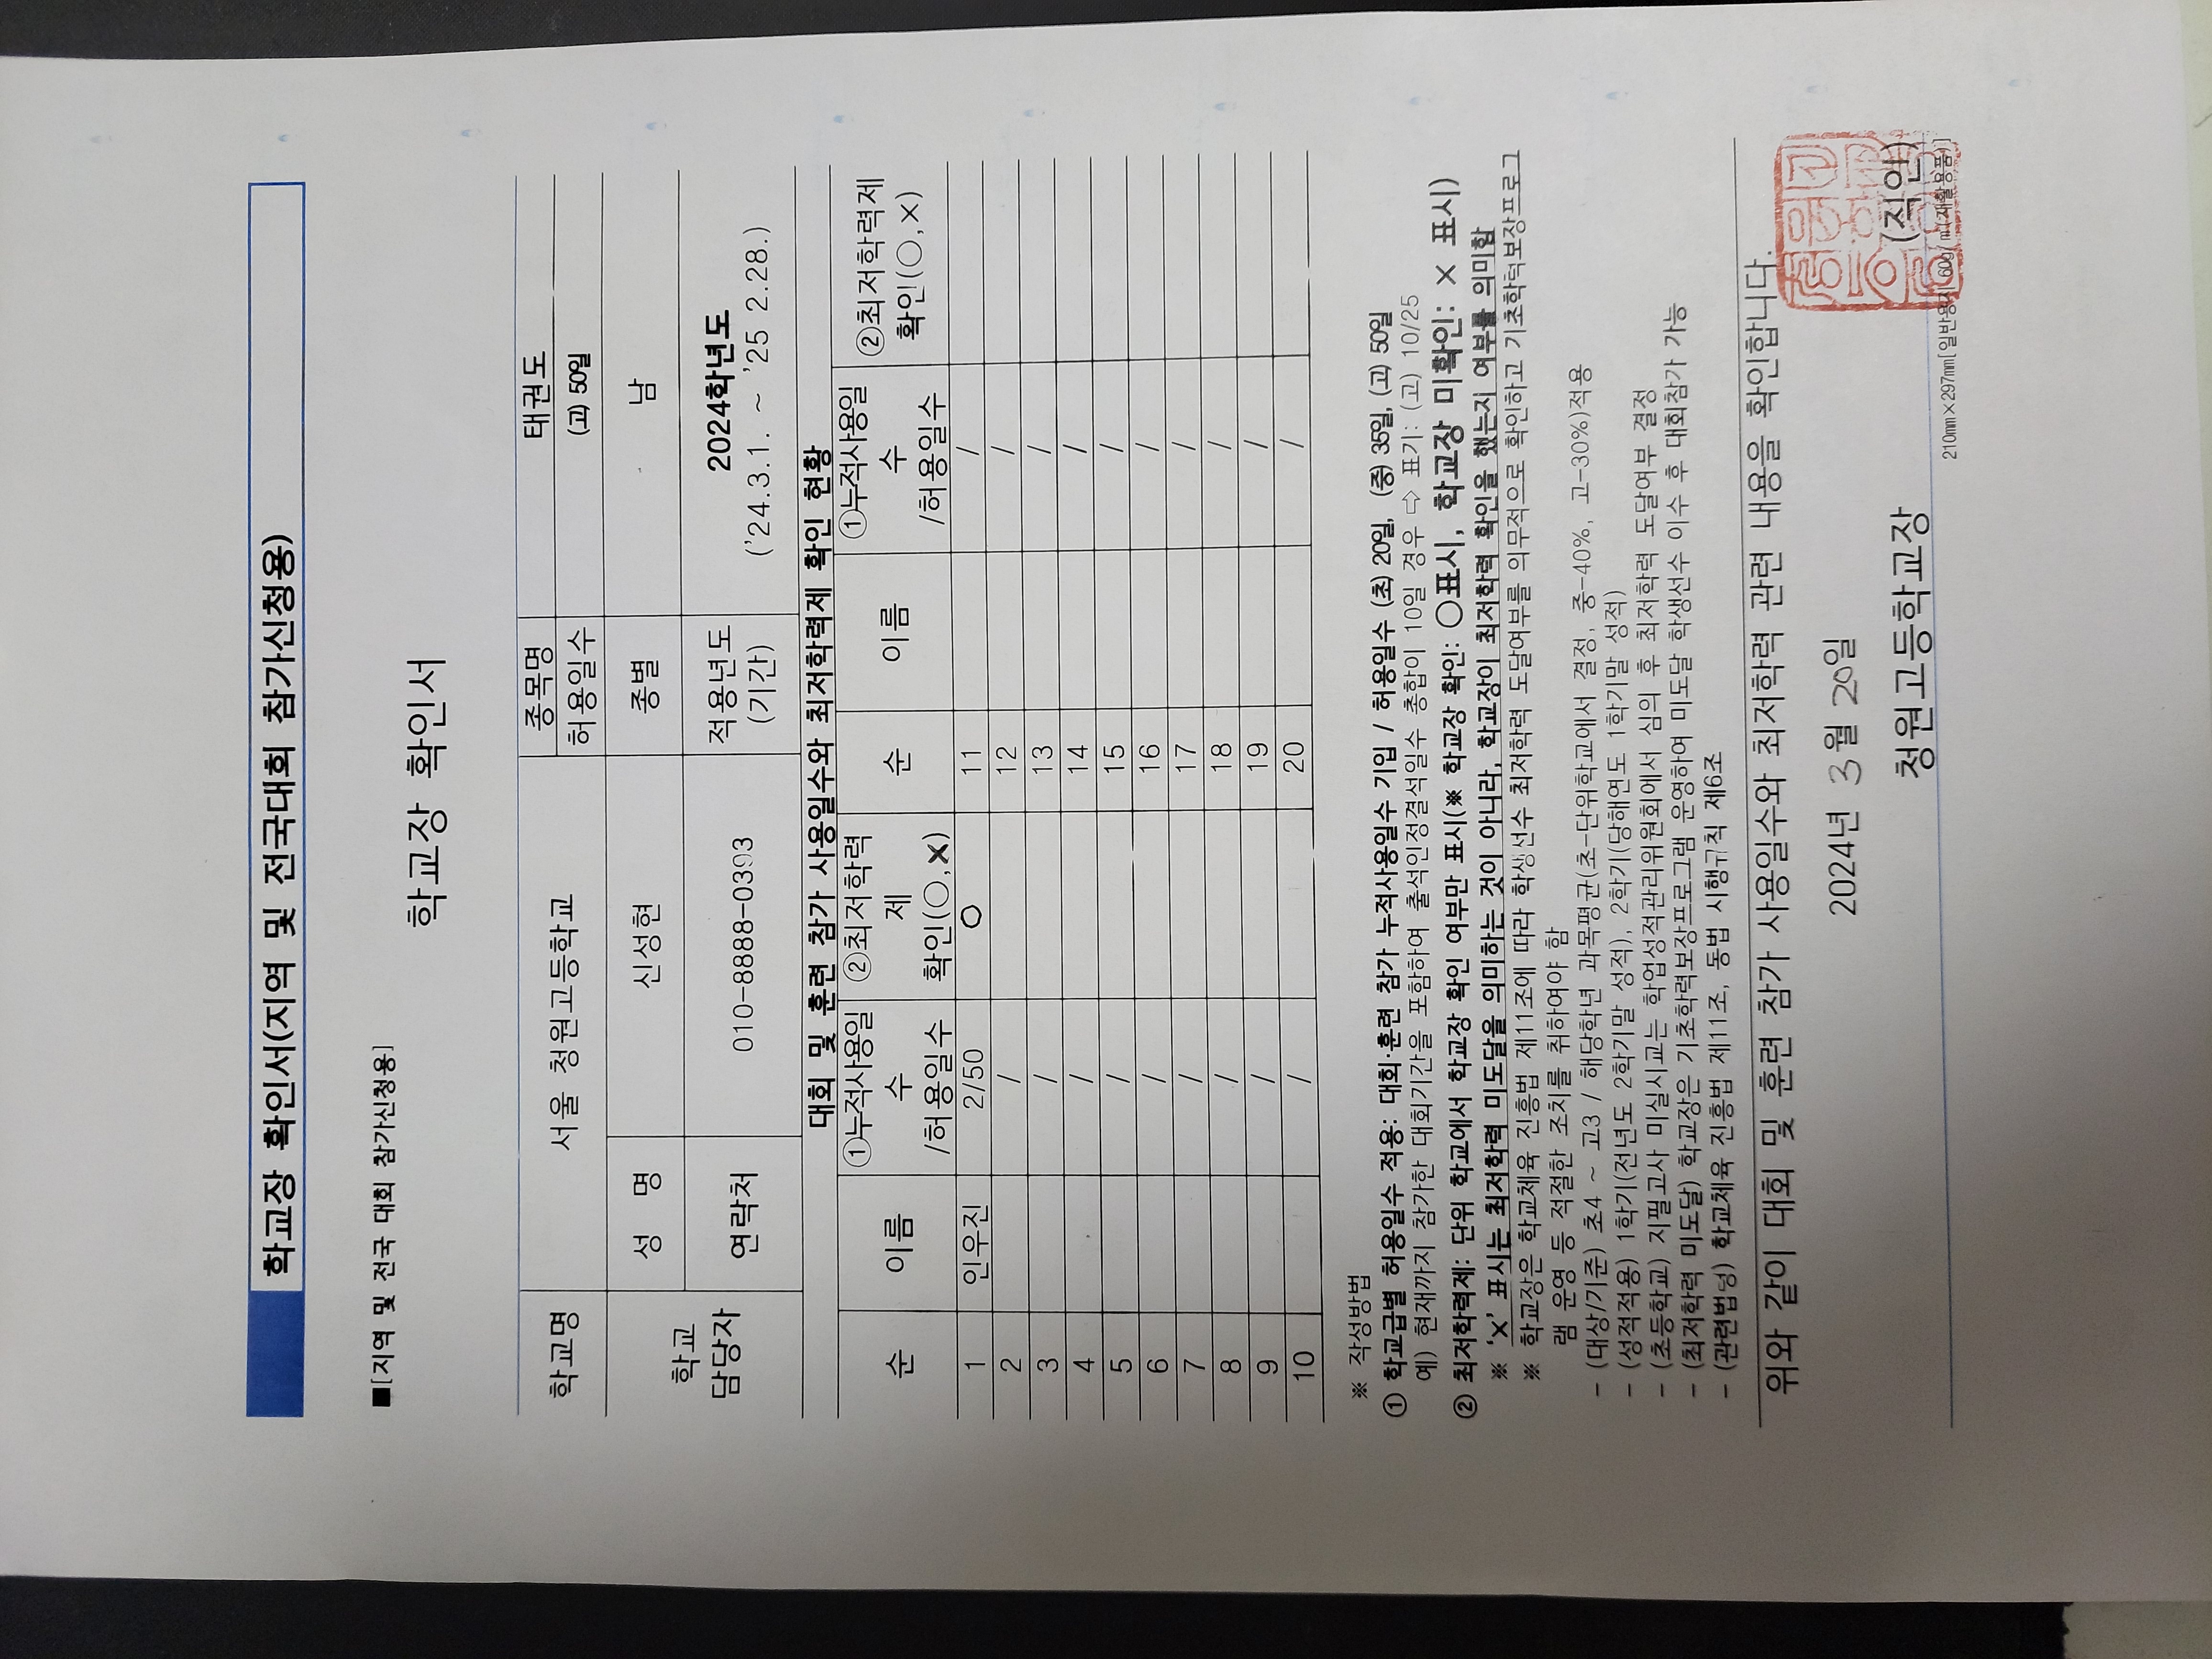 학교장 확인서(지역 및 전국대회 참가신청용)
■[지역 및 전국 대회 참가신청용]
학교장 확인서
학교명 서울 청원고등학교 종목명 태권도
허용일수 (고) 50일
학교 담당자 성 명 신성현 종별 남
연락처 010-8888-0393 적용년도 (기간) 2024학년도
('24.3.1. ~ '25 2.28.)
대회 및 훈련 참가 사용일수와 최저학력제 확인 현황
순 이름 ①누적사용일수/허용일수 ②최저학력제 확인(○,×) 순 이름 ①누적사용일수/허용일수 ②최저학력제 확인(○,×)
1 인우진 2/50 ○ 11 /
2 / 12 /
3 / 13 /
4 / 14 /
5 / 15 /
6 / 16 /
7 / 17 /
8 / 18 /
9 / 19 /
10 / 20 /
※ 작성방법
① 학교급별 허용일수 적용: 대회·훈련 참가 누적사용일수 기입 / 허용일수 (초) 20일, (중) 35일, (고) 50일
예) 현재까지 참가한 대회기간을 포함하여 출석인정결석일수 총합이 10일 경우 ⇨ 표기: (고) 10/25
② 최저학력제: 단위 학교에서 학교장 확인 여부만 표시(※ 학교장 확인: ○표시, 학교장 미확인: × 표시)
※ '×' 표시는 최저학력 미도달을 의미하는 것이 아니라, 학교장이 최저학력 확인을 했는지 여부를 의미함
※ 학교장은 학교체육 진흥법 제11조에 따라 학생선수 최저학력 도달여부를 의무적으로 확인하고 기초학력보장프로그
램 운영 등 적절한 조치를 취하여야 함
- (대상/기준) 초4 ~ 고3 / 해당학년 과목평균(초-단위학교에서 결정, 중-40%, 고-30%)적용
- (성적적용) 1학기(전년도 2학기말 성적), 2학기(당해연도 1학기말 성적)
- (초등학교) 지필고사 미실시교는 학업성적관리위원회에서 심의 후 최저학력 도달여부 결정
- (최저학력 미도달) 학교장은 기초학력보장프로그램 운영하여 미도달 학생선수 이수 후 대회참가 가능
- (관련법령) 학교체육 진흥법 제11조, 동법 시행규칙 제6조
위와 같이 대회 및 훈련 참가 사용일수와 최저학력 관련 내용을 확인합니다.
2024년 3월 20일
청원고등학교장 (직인)
210mm×297mm[일반용지 60g/㎡(재활용품)]